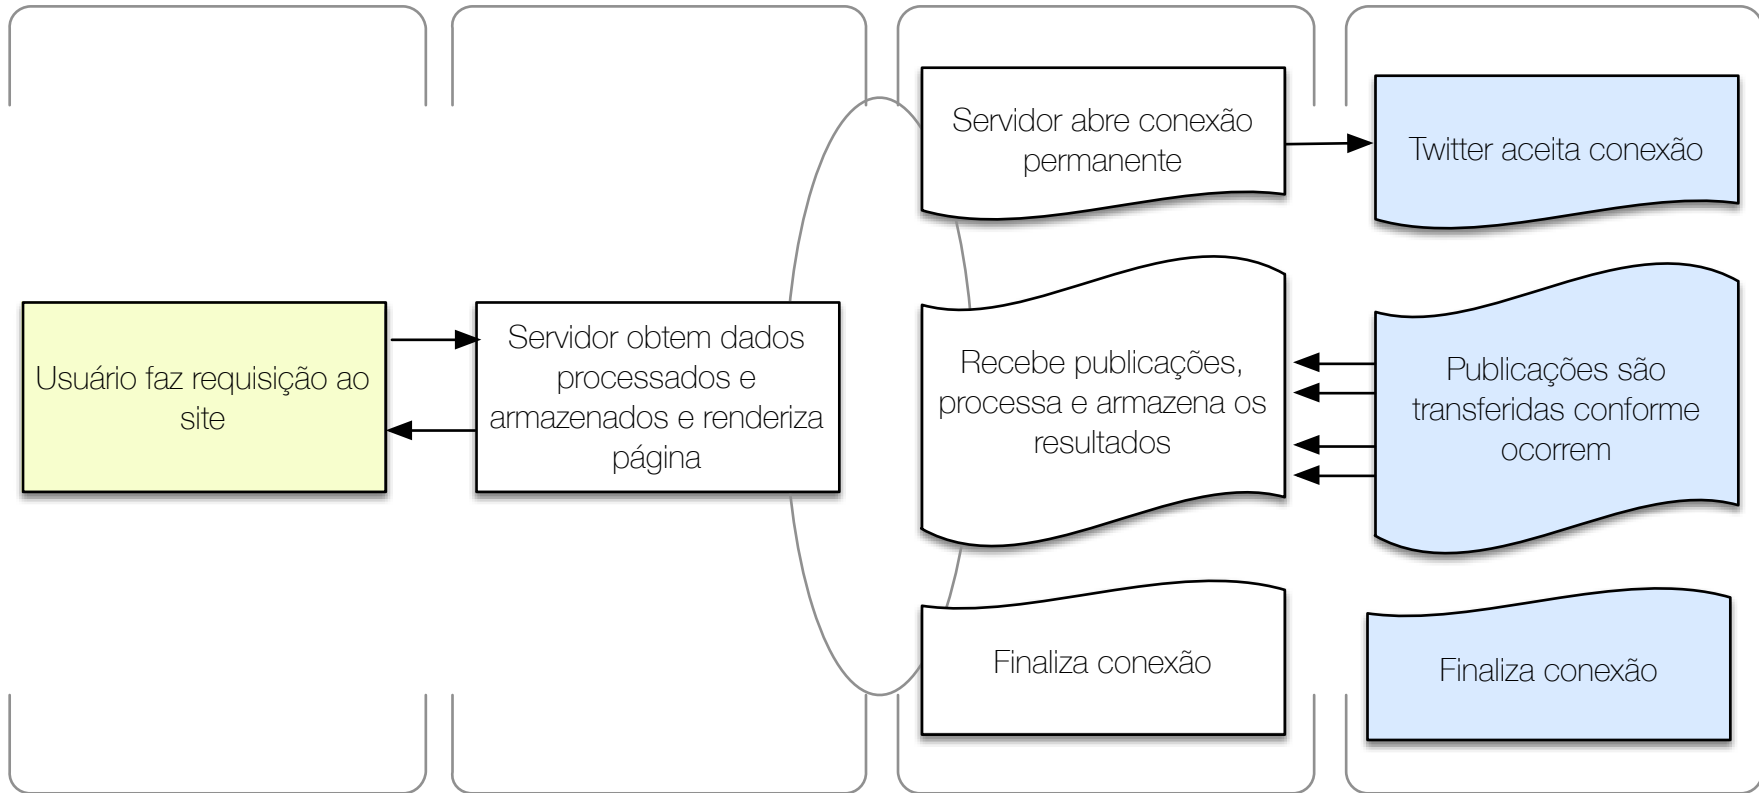 Servidor abre conexão
permanente
Twitter aceita conexão
Usuário faz requisição ao
site
Servidor obtem dados
processados e
armazenados e renderiza
página
Recebe publicações,
processa e armazena os
resultados
Publicações são
transferidas conforme
ocorrem
Finaliza conexão
Finaliza conexão